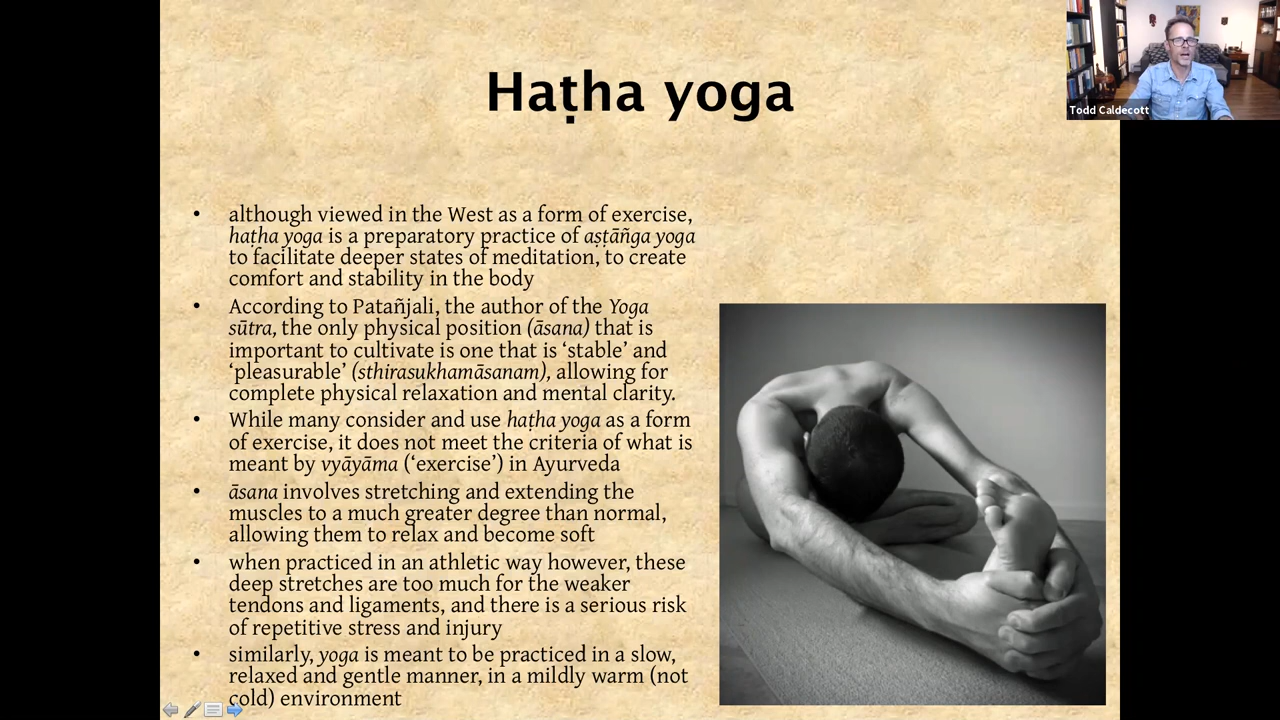 Haṭha yoga
Todd Caldecott
• although viewed in the West as a form of exercise,
haṭha yoga is a preparatory practice of aṣṭāñga yoga
to facilitate deeper states of meditation, to create
comfort and stability in the body
• According to Patañjali, the author of the Yoga
sūtra, the only physical position (āsana) that is
important to cultivate is one that is ‘stable’ and
‘pleasurable’ (sthirasukhamāsanam), allowing for
complete physical relaxation and mental clarity.
• While many consider and use haṭha yoga as a form
of exercise, it does not meet the criteria of what is
meant by vyāyāma (‘exercise’) in Ayurveda
• āsana involves stretching and extending the
muscles to a much greater degree than normal,
allowing them to relax and become soft
• when practiced in an athletic way however, these
deep stretches are too much for the weaker
tendons and ligaments, and there is a serious risk
of repetitive stress and injury
• similarly, yoga is meant to be practiced in a slow,
relaxed and gentle manner, in a mildly warm (not
cold) environment